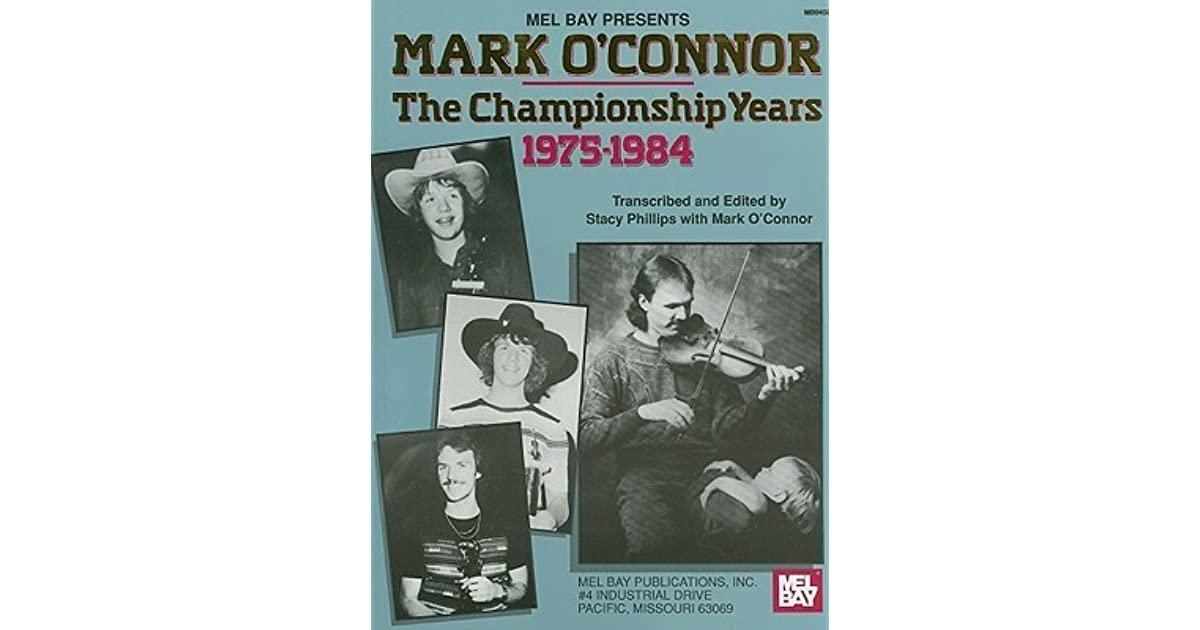 MEL BAY PRESENTS
MARK O'CONNOR
The Championship Years
1975-1984
Transcribed and Edited by
Stacy Phillips with Mark O'Connor
MEL BAY PUBLICATIONS, INC.
#4 INDUSTRIAL DRIVE
PACIFIC, MISSOURI 63069
MEL
BAY